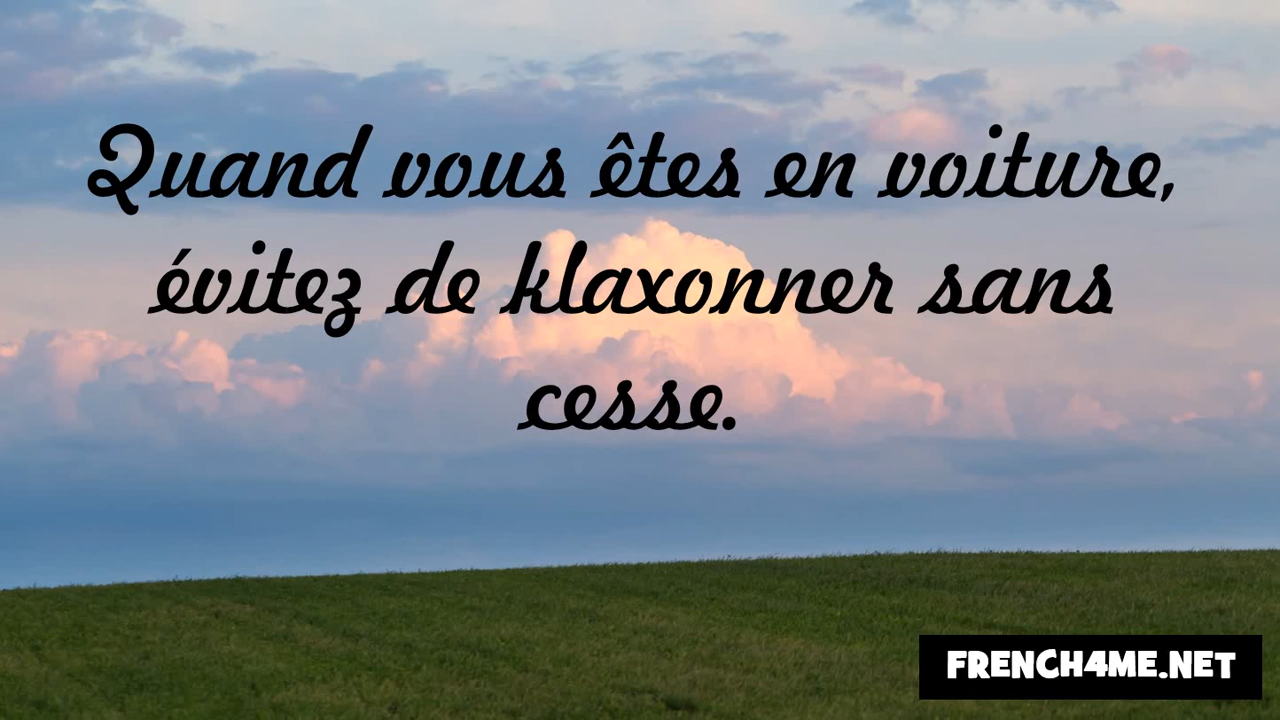 Quand vous êtes en voiture,
évitez de klaxonner sans
cesse.
FRENCH4ME.NET